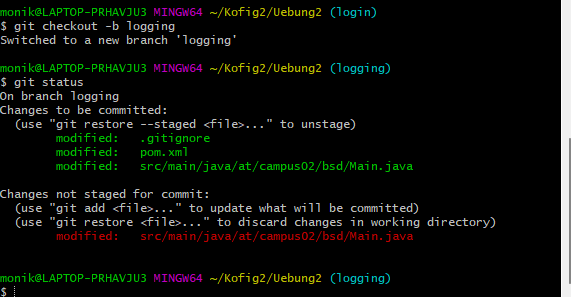 monik@LAPTOP-PRHAVJU3 MINGW64 ~/Kofig2/Uebung2 (login)
$ git checkout -b logging
Switched to a new branch 'logging'
monik@LAPTOP-PRHAVJU3 MINGW64 ~/Kofig2/Uebung2 (logging)
$ git status
On branch logging
Changes to be committed:
  (use "git restore --staged <file>..." to unstage)
        modified:   .gitignore
        modified:   pom.xml
        modified:   src/main/java/at/campus02/bsd/Main.java
Changes not staged for commit:
  (use "git add <file>..." to update what will be committed)
  (use "git restore <file>..." to discard changes in working directory)
        modified:   src/main/java/at/campus02/bsd/Main.java
monik@LAPTOP-PRHAVJU3 MINGW64 ~/Kofig2/Uebung2 (logging)
$